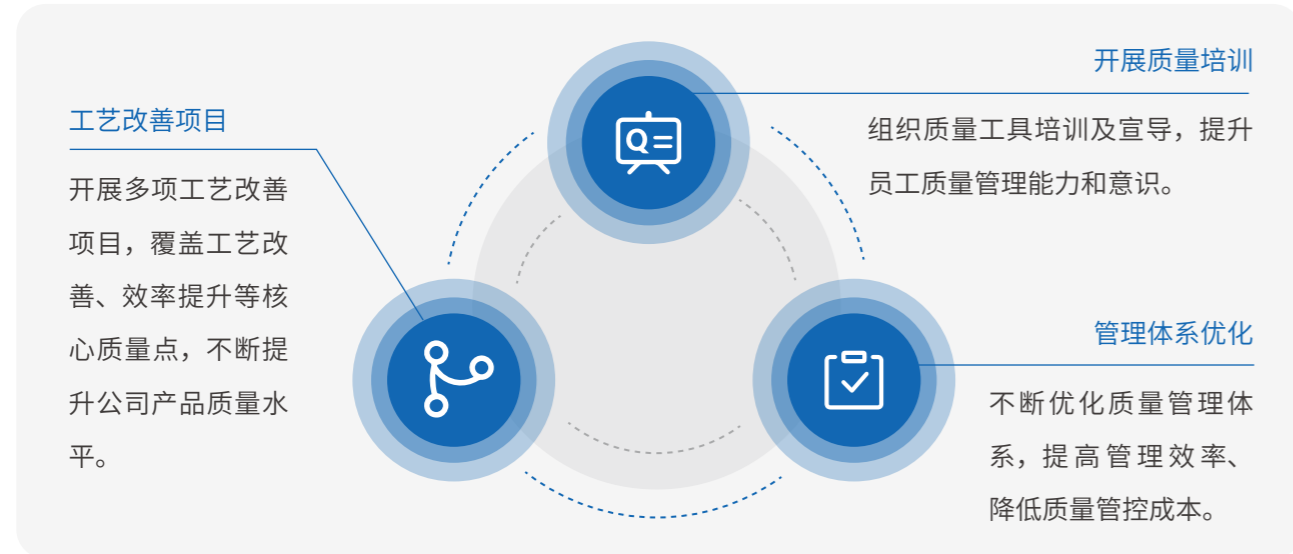 工艺改善项目
开展多项工艺改善
项目，覆盖工艺改
善、效率提升等核
心质量点，不断提
升公司产品质量水
平。
Q
开展质量培训
组织质量工具培训及宣导，提升
员工质量管理能力和意识。
管理体系优化
不断优化质量管理体
系，提高管理效率、
降低质量管控成本。